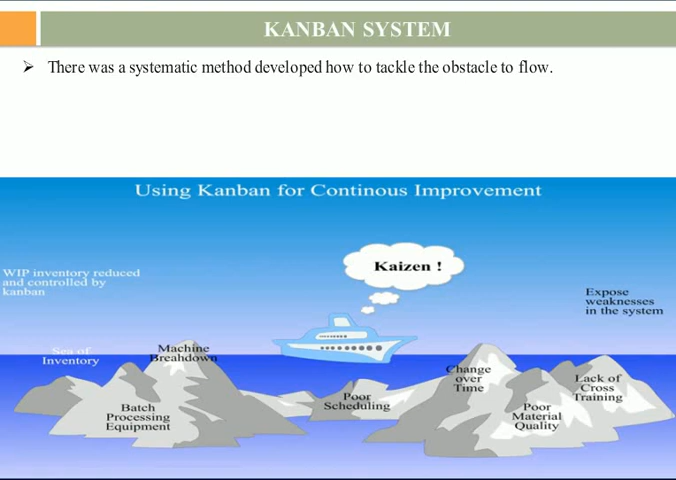 KANBAN SYSTEM
➢ There was a systematic method developed how to tackle the obstacle to flow.
Using Kanban for Continous Improvement
Kaizen !
WIP inventory reduced
and controlled by
kanban
Expose
weaknesses
in the system
Sea of
Inventory
Machine
Breahdown
Batch
Processing
Equipment
Poor
Scheduling
Change
over
Time
Poor
Material
Quality
Lack of
Cross
Training